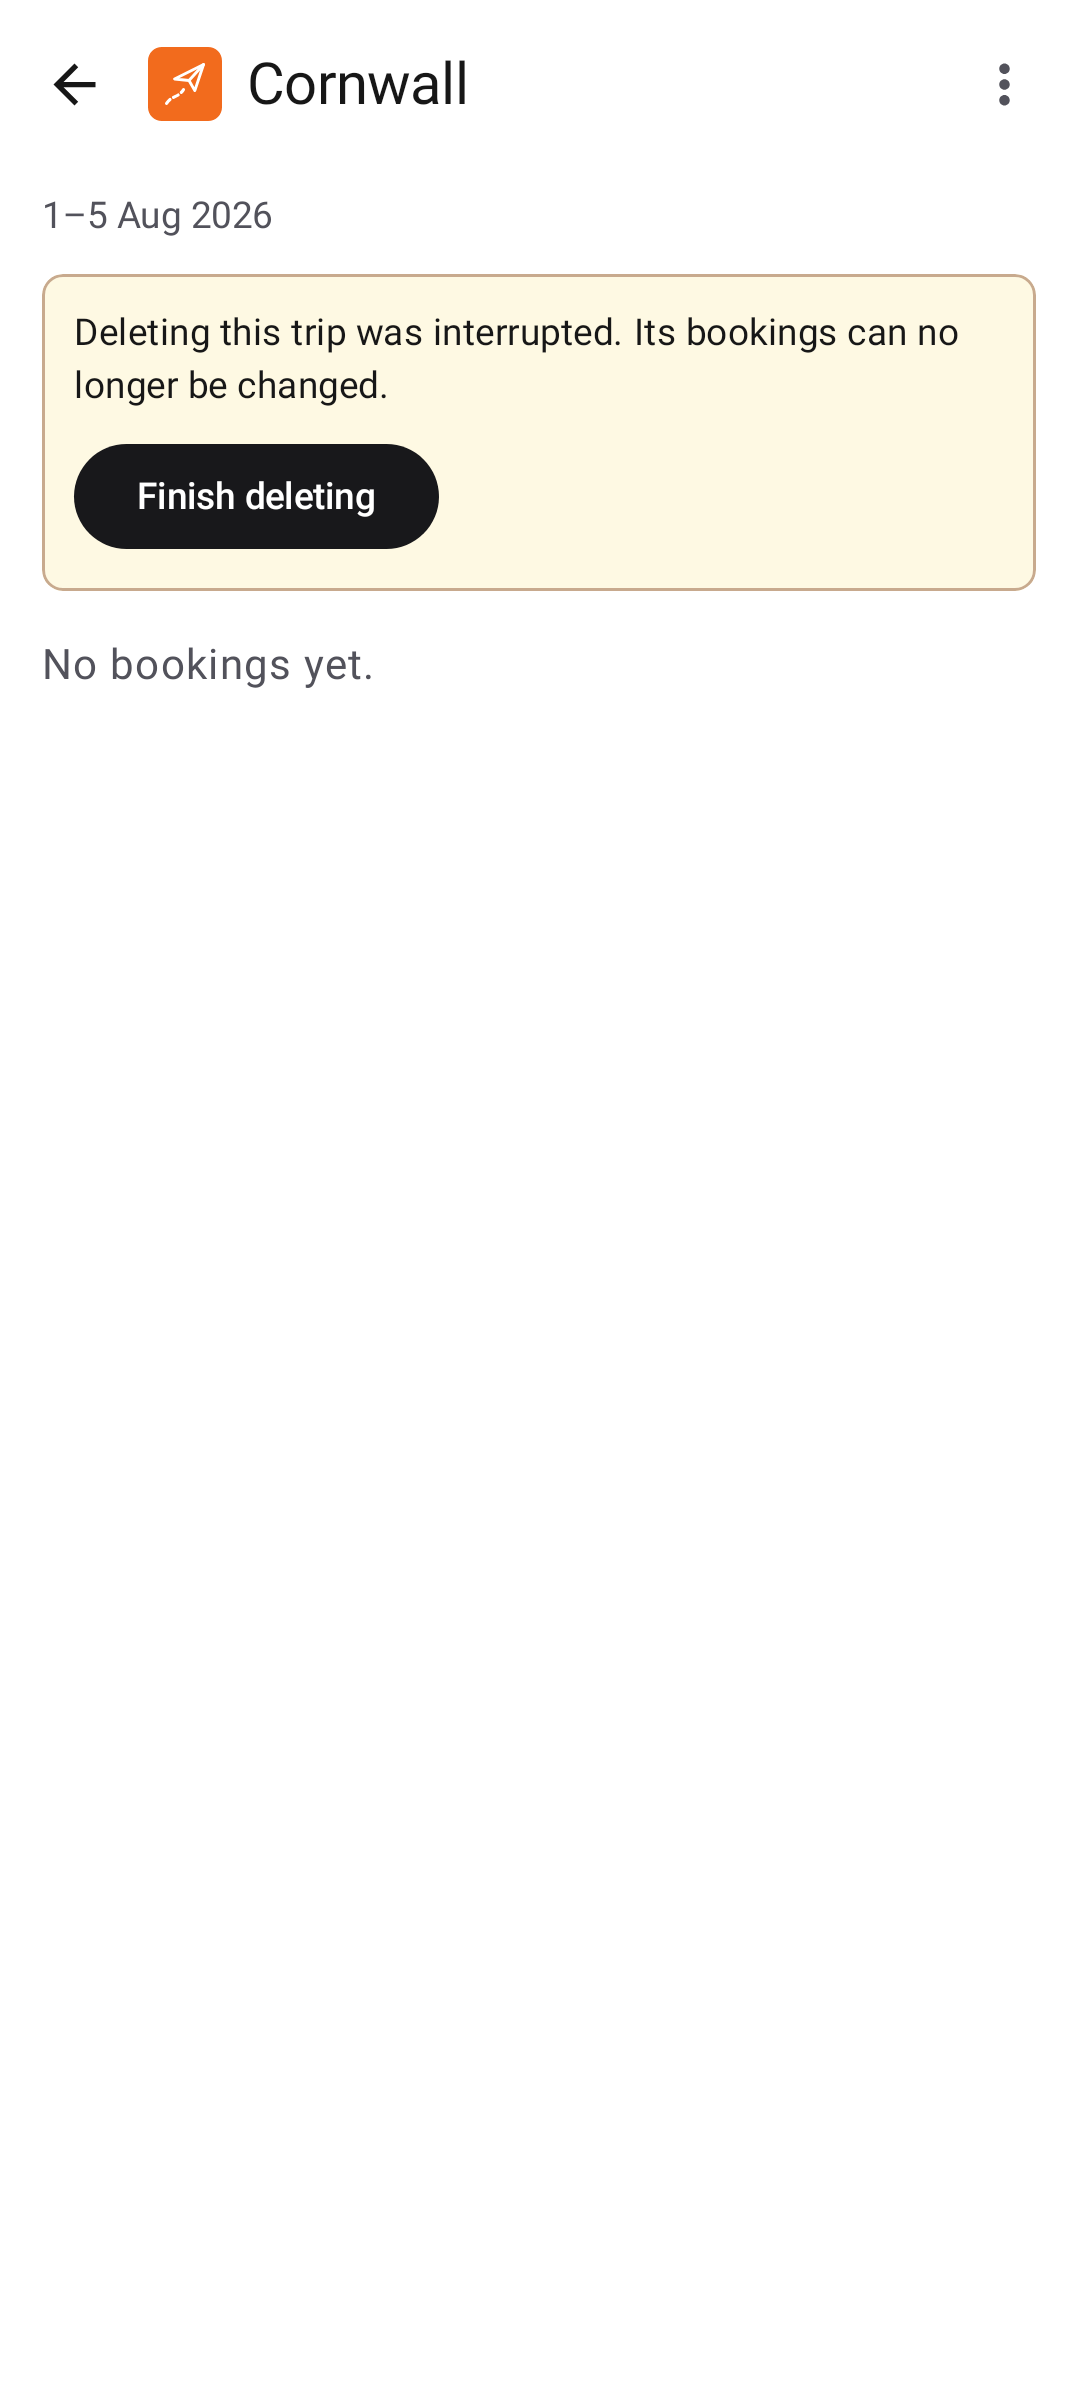 Cornwall
1–5 Aug 2026
Deleting this trip was interrupted. Its bookings can no
longer be changed.
Finish deleting
No bookings yet.